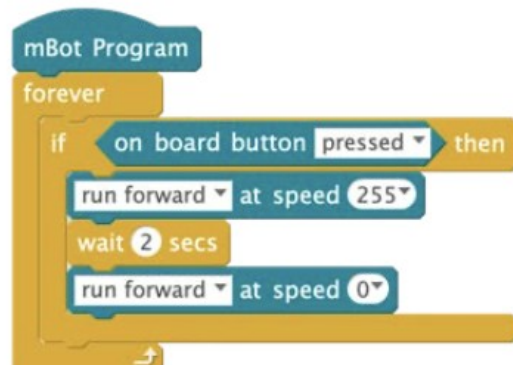 mBot Program
forever
if on board button pressed then
run forward at speed 255
wait 2 secs
run forward at speed 0